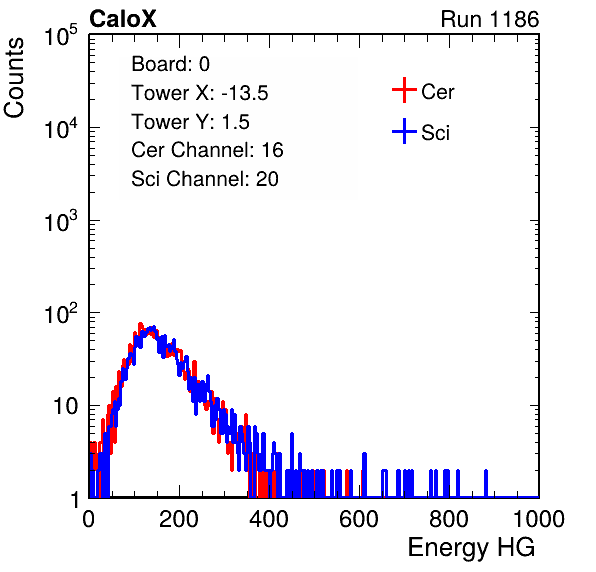 CaloX Run 1186
Counts
10^5
10^4
10^3
10^2
10
1
Board: 0
Tower X: -13.5
Tower Y: 1.5
Cer Channel: 16
Sci Channel: 20
Cer
Sci
0 200 400 600 800 1000
Energy HG